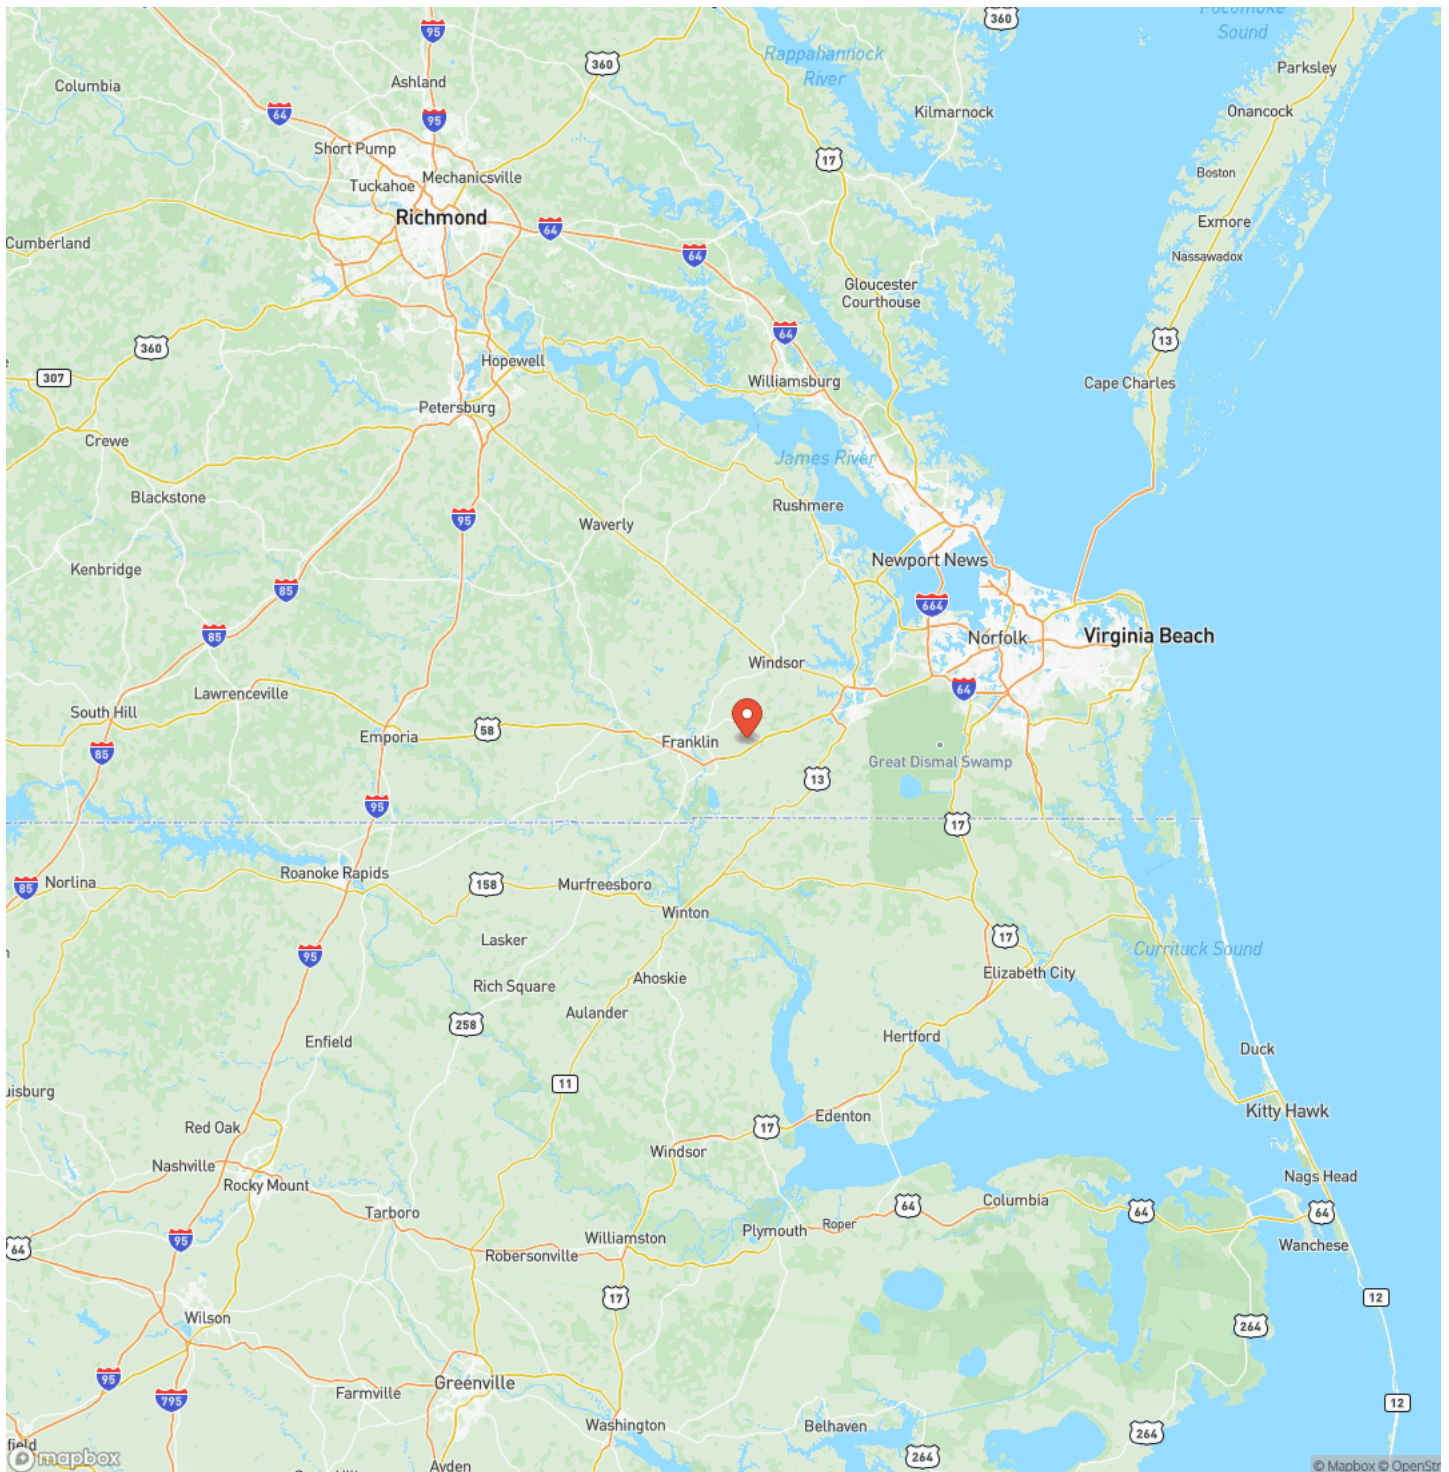 95
360
Pocomoke
Sound
360
Rappahannock
River
Parksley
Columbia
Ashland
Kilmarnock
Onancock
64
95
Short Pump
17
Mechanicsville
Tuckahoe
Boston
Richmond
64
Exmore
Cumberland
64
Nassawadox
Gloucester
Courthouse
64
13
360
Hopewell
307
Williamsburg
Cape Charles
Petersburg
Crewe
James River
Blackstone
Rushmere
95
Waverly
Newport News
Kenbridge
85
664
85
Norfolk
Virginia Beach
Windsor
64
Lawrenceville
South Hill
58
Emporia
Franklin
85
Great Dismal Swamp
13
95
17
Roanoke Rapids
85
Norlina
158
Murfreesboro
Winton
Lasker
17
Currituck Sound
95
Elizabeth City
Ahoskie
Rich Square
Aulander
258
Hertford
Enfield
Duck
11
uisburg
Kitty Hawk
Edenton
Red Oak
17
Windsor
Nashville
Nags Head
Rocky Mount
Columbia
64
64
64
Tarboro
Roper
Plymouth
95
Williamston
64
Wanchese
Robersonville
17
12
Wilson
264
95
Greenville
795
Farmville
12
Washington
Belhaven
264
field
264
mapbox
Ayden
© Mapbox © OpenStr